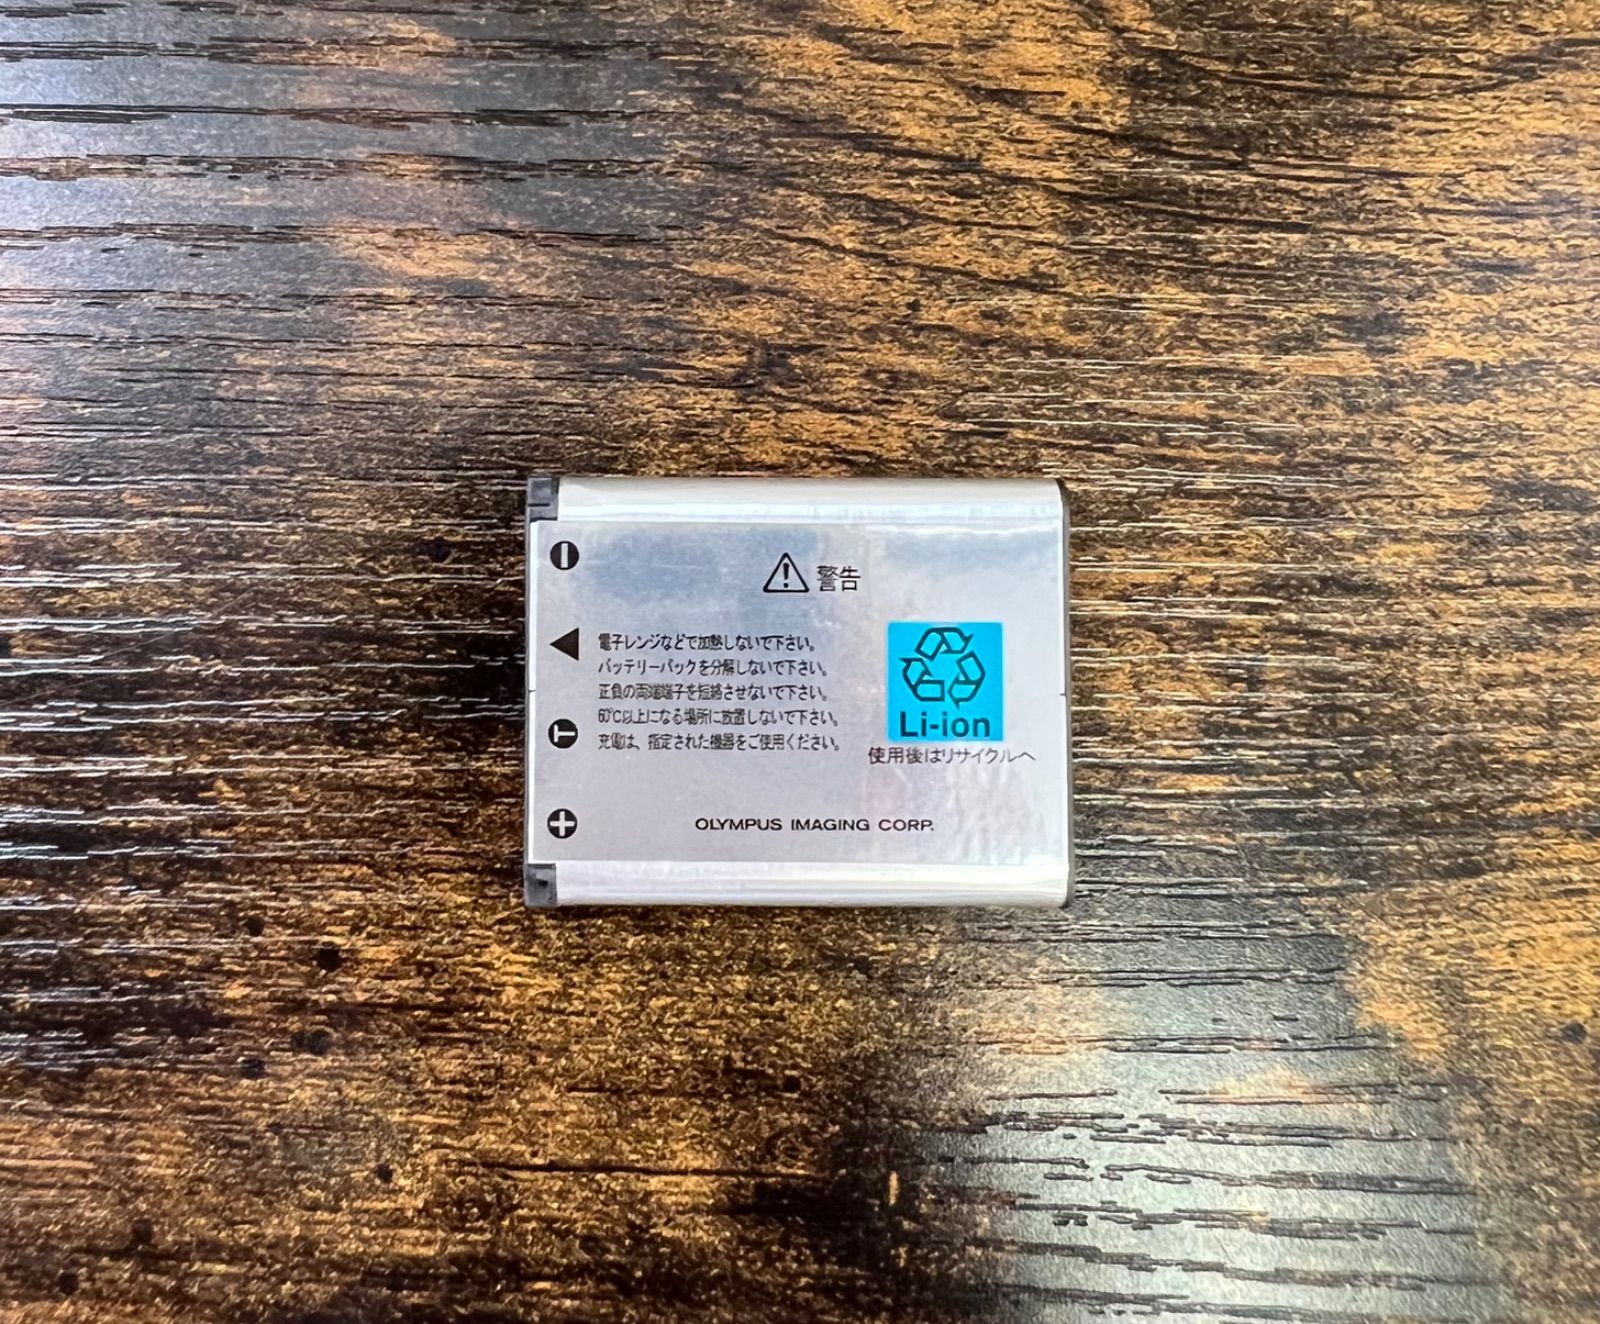 警告
電子レンジなどで加熱しないで下さい。
バッテリーパックを分解しないで下さい。
正負の両端端子を短絡させないで下さい。
60℃以上になる場所に放置しないで下さい。
充電は、指定された機器をご使用ください。
Li-ion
使用後はリサイクルへ
T
OLYMPUS IMAGING CORP.